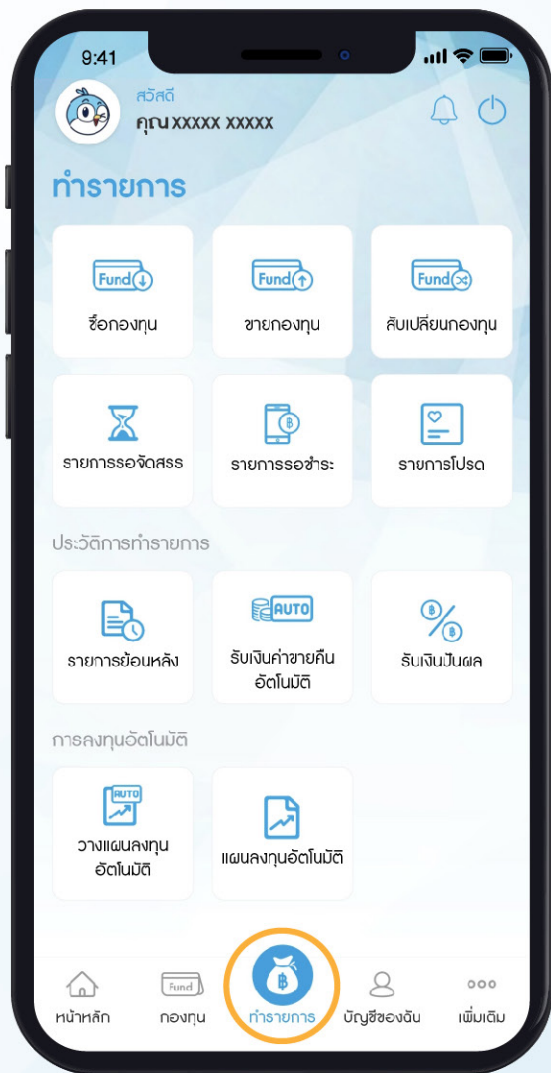 9:41
สวัสดี
คุณ xxxxx xxxxx
ทำรายการ
Fund
Fund
Fund
ซื้อกองทุน
ขายกองทุน
สับเปลี่ยนกองทุน
รายการรอจัดสรร
รายการรอชำระ
รายการโปรด
ประวัติการทำรายการ
AUTO
รายการย้อนหลัง
รับเงินค่าขายคืน
อัตโนมัติ
รับเงินปันผล
การลงทุนอัตโนมัติ
AUTO
วางแผนลงทุน
อัตโนมัติ
แผนลงทุนอัตโนมัติ
Fund
หน้าหลัก
กองทุน
ทำรายการ
บัญชีของฉัน
เพิ่มเติม